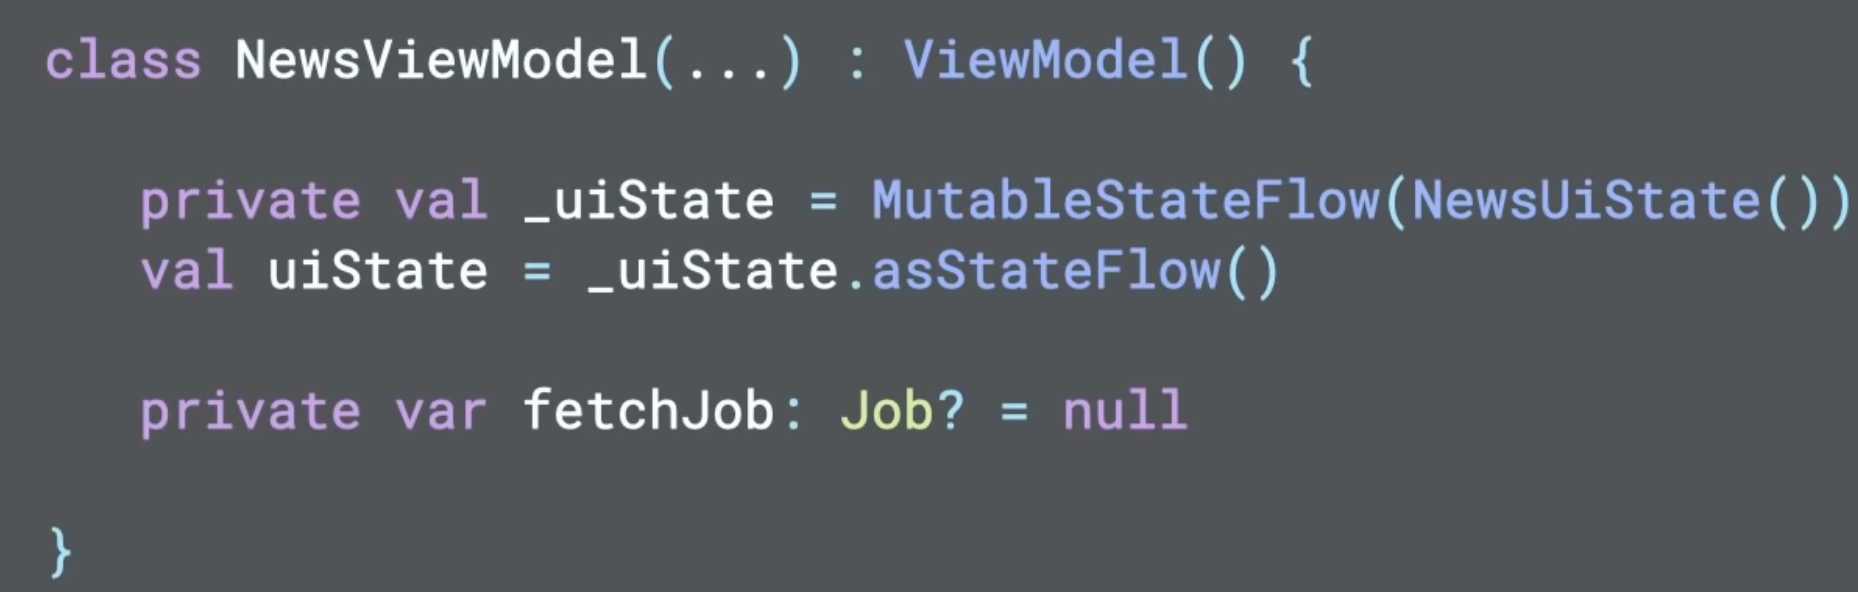 class NewsViewModel(...) : ViewModel() {
private val _uiState = MutableStateFlow(NewsUiState())
val uiState = _uiState.asStateFlow()
private var fetchJob: Job? = null
}